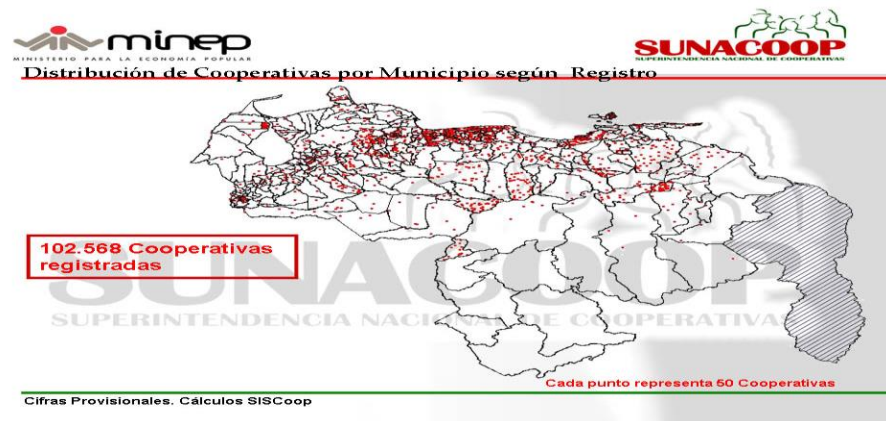 minep
MINISTERIO PARA LA ECONOMIA POPULAR
SUNACOOP
SUPERINTENDENCIA NACIONAL DE COOPERATIVAS
Distribución de Cooperativas por Municipio según Registro
102.568 Cooperativas
registradas
SUNACOOP
SUPERINTENDENCIA NACIONAL DE COOPERATIVAS
Cada punto representa 50 Cooperativas
Cifras Provisionales. Cálculos SISCoop